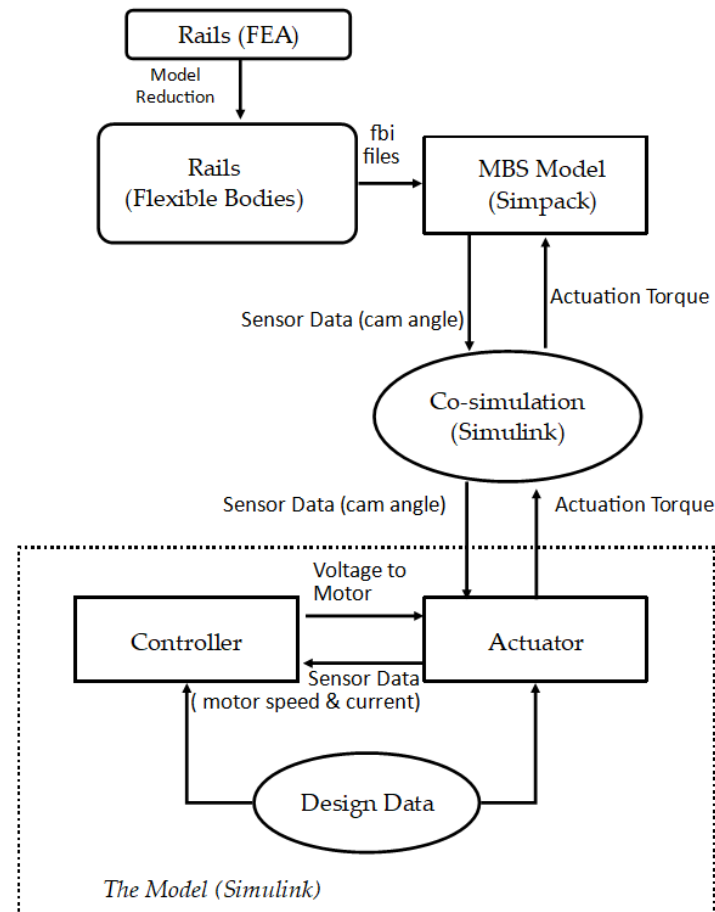 Rails (FEA)
Model
Reduction
Rails
(Flexible Bodies)
fbi
files
MBS Model
(Simpack)
Sensor Data (cam angle)
Actuation Torque
Co-simulation
(Simulink)
Sensor Data (cam angle)
Actuation Torque
Voltage to
Motor
Controller
Actuator
Sensor Data
( motor speed & current)
Design Data
The Model (Simulink)